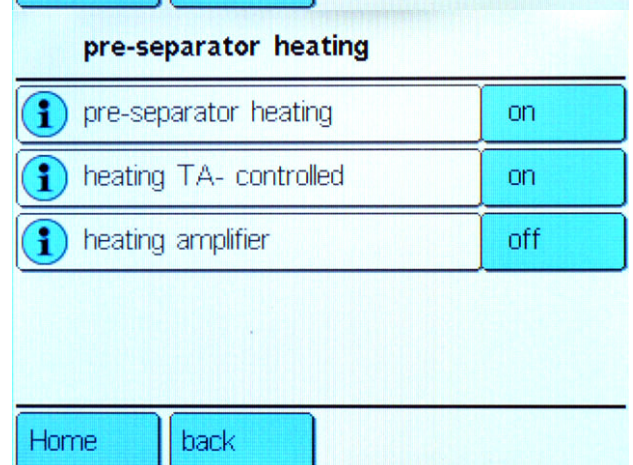 pre-separator heating
pre-separator heating on
heating TA- controlled on
heating amplifier off
Home back